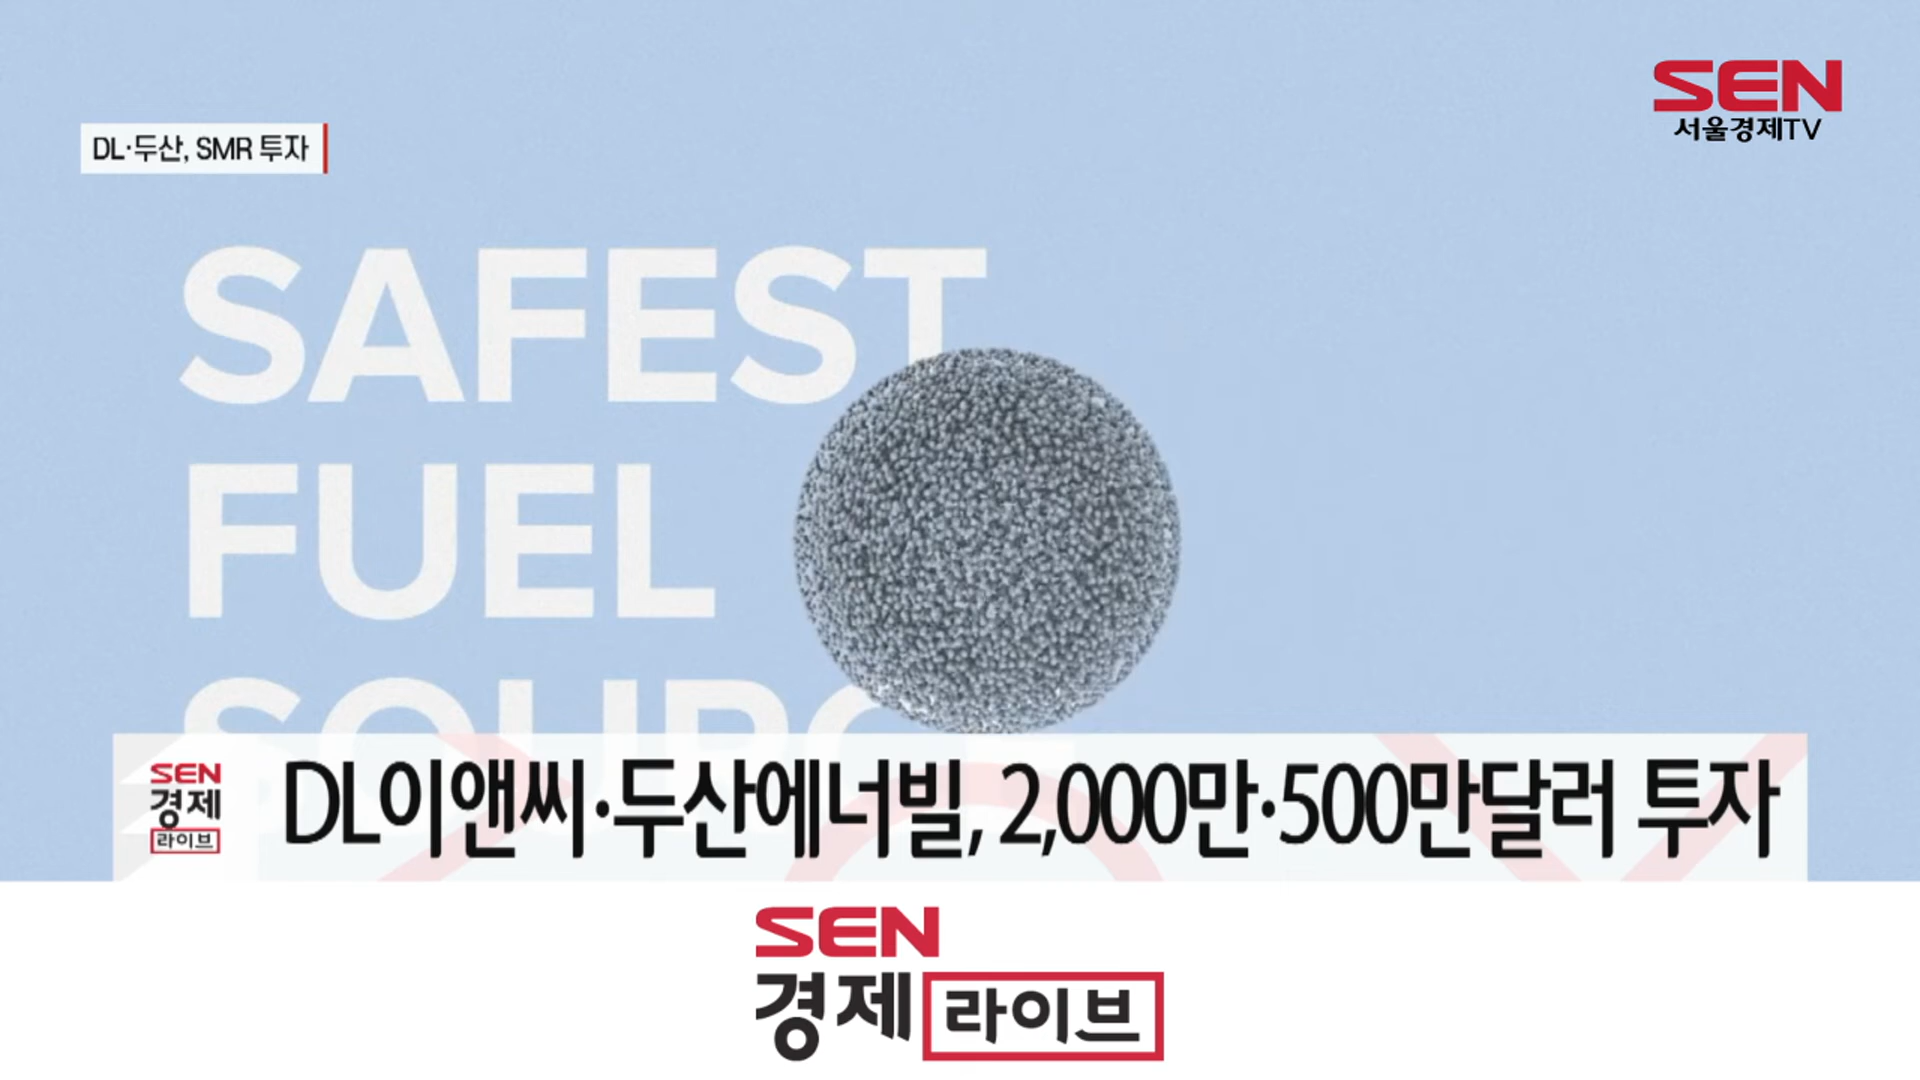 SEN
서울경제TV
DL·두산, SMR 투자
SAFEST
FUEL
SOURCE
SEN
경제
라이브
DL이앤씨·두산에너빌, 2,000만·500만달러 투자
SEN
경제 라이브